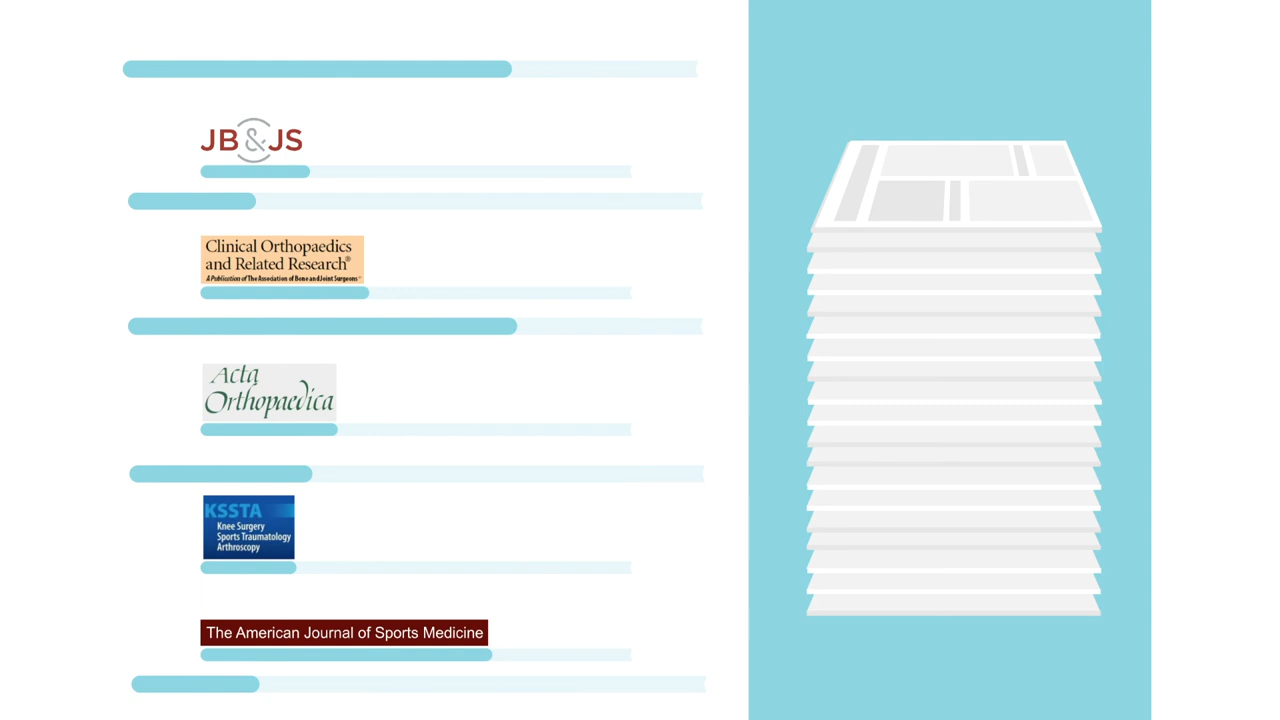 JB&JS
Clinical Orthopaedics
and Related Research®
A Publication of The Association of Bone and Joint Surgeons®
Acta
Orthopaedica
KSSTA
Knee Surgery
Sports Traumatology
Arthroscopy
The American Journal of Sports Medicine